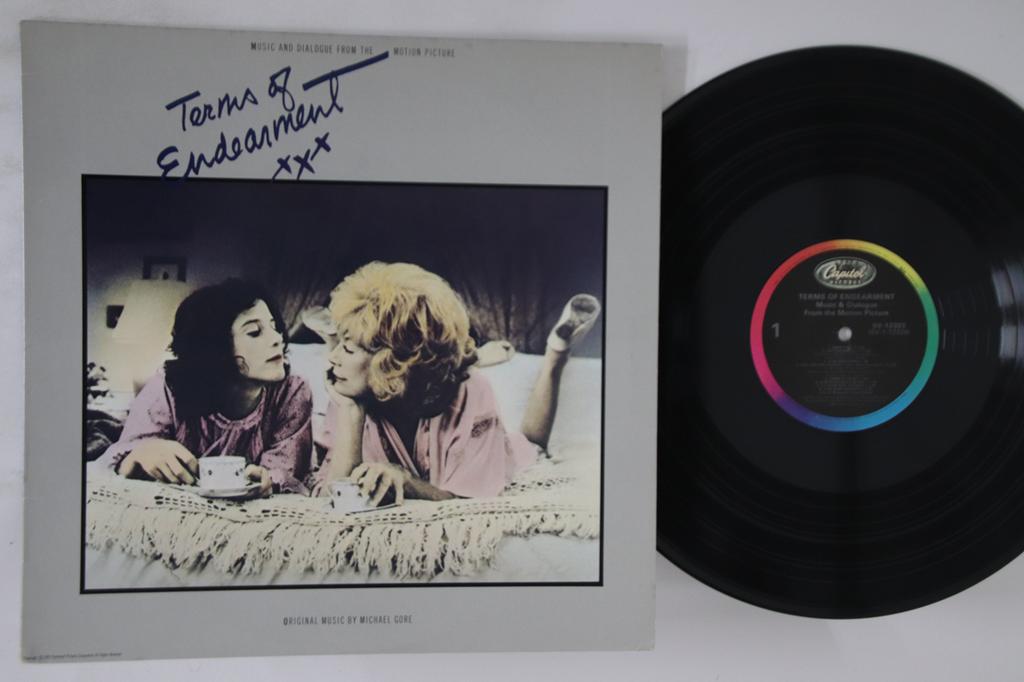 MUSIC AND DIALOGUE FROM THE MOTION PICTURE
Terms of
Endearment
xxx
ORIGINAL MUSIC BY MICHAEL GORE
Capitol
RECORDS
TERMS OF ENDEARMENT
Music & Dialogue
From the Motion Picture
1